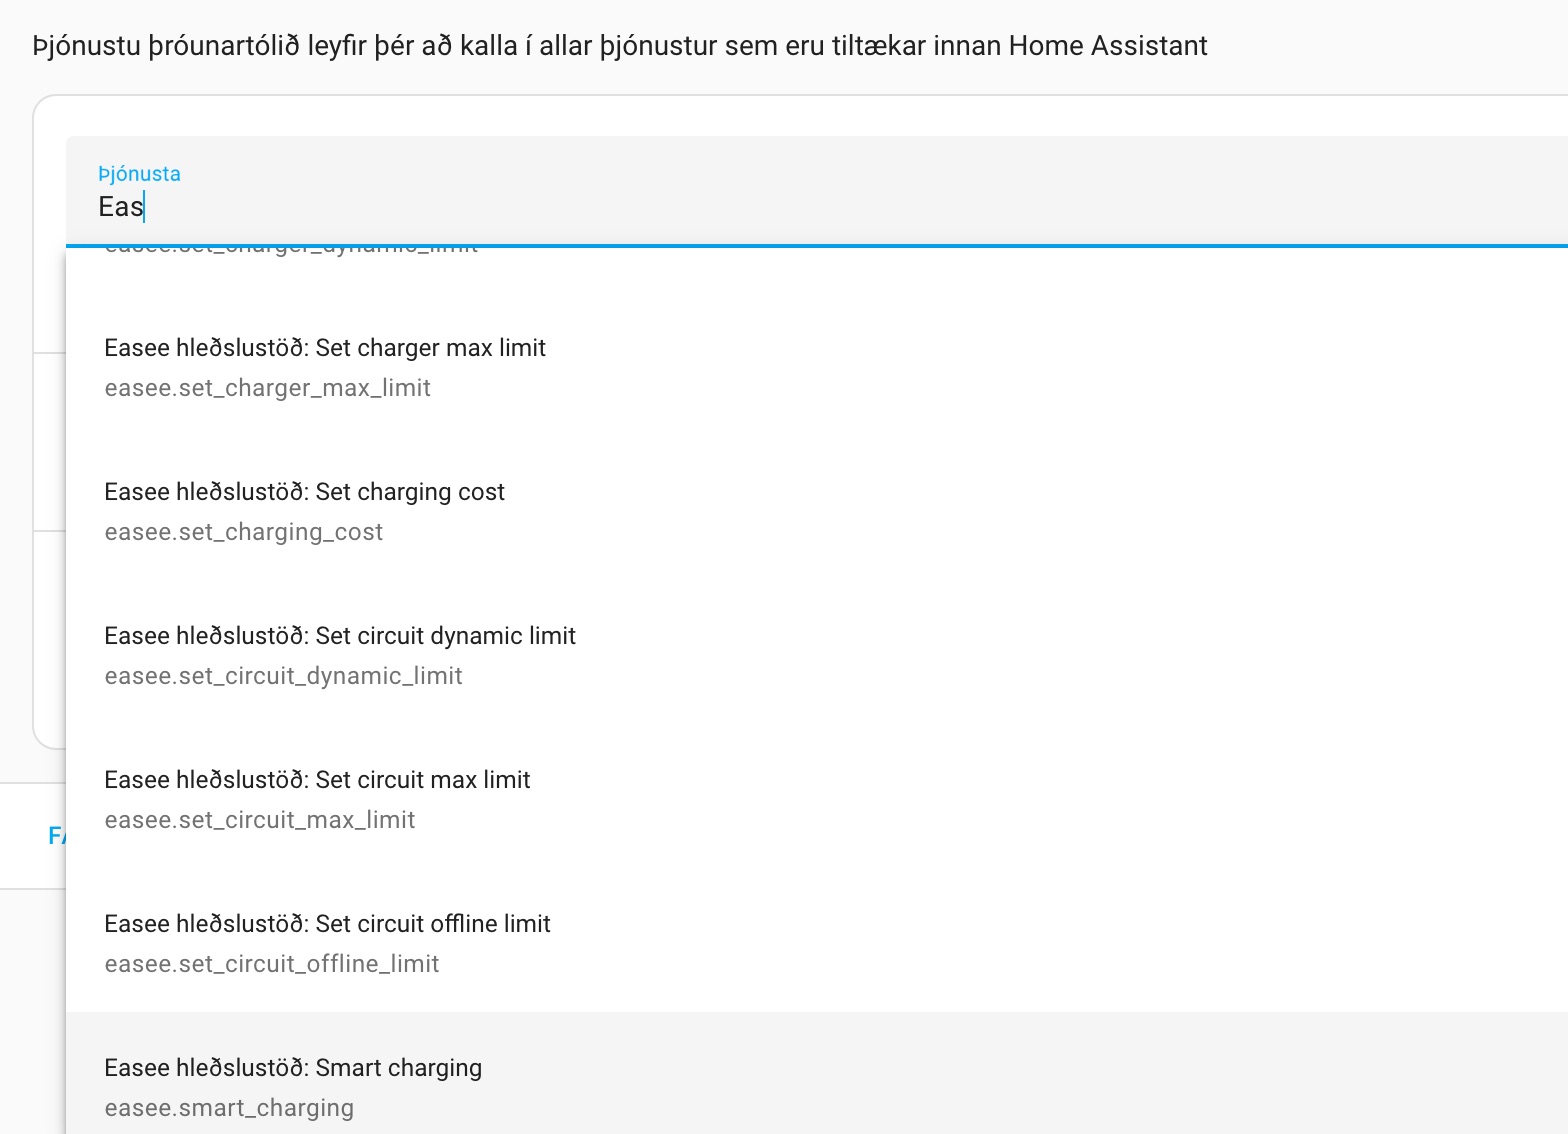 Þjónustu þróunartólið leyfir þér að kalla í allar þjónustur sem eru tiltækar innan Home Assistant
Þjónusta
Eas
easee.set_charger_dynamic_limit
Easee hleðslustöð: Set charger max limit
easee.set_charger_max_limit
Easee hleðslustöð: Set charging cost
easee.set_charging_cost
Easee hleðslustöð: Set circuit dynamic limit
easee.set_circuit_dynamic_limit
Easee hleðslustöð: Set circuit max limit
easee.set_circuit_max_limit
Easee hleðslustöð: Set circuit offline limit
easee.set_circuit_offline_limit
Easee hleðslustöð: Smart charging
easee.smart_charging